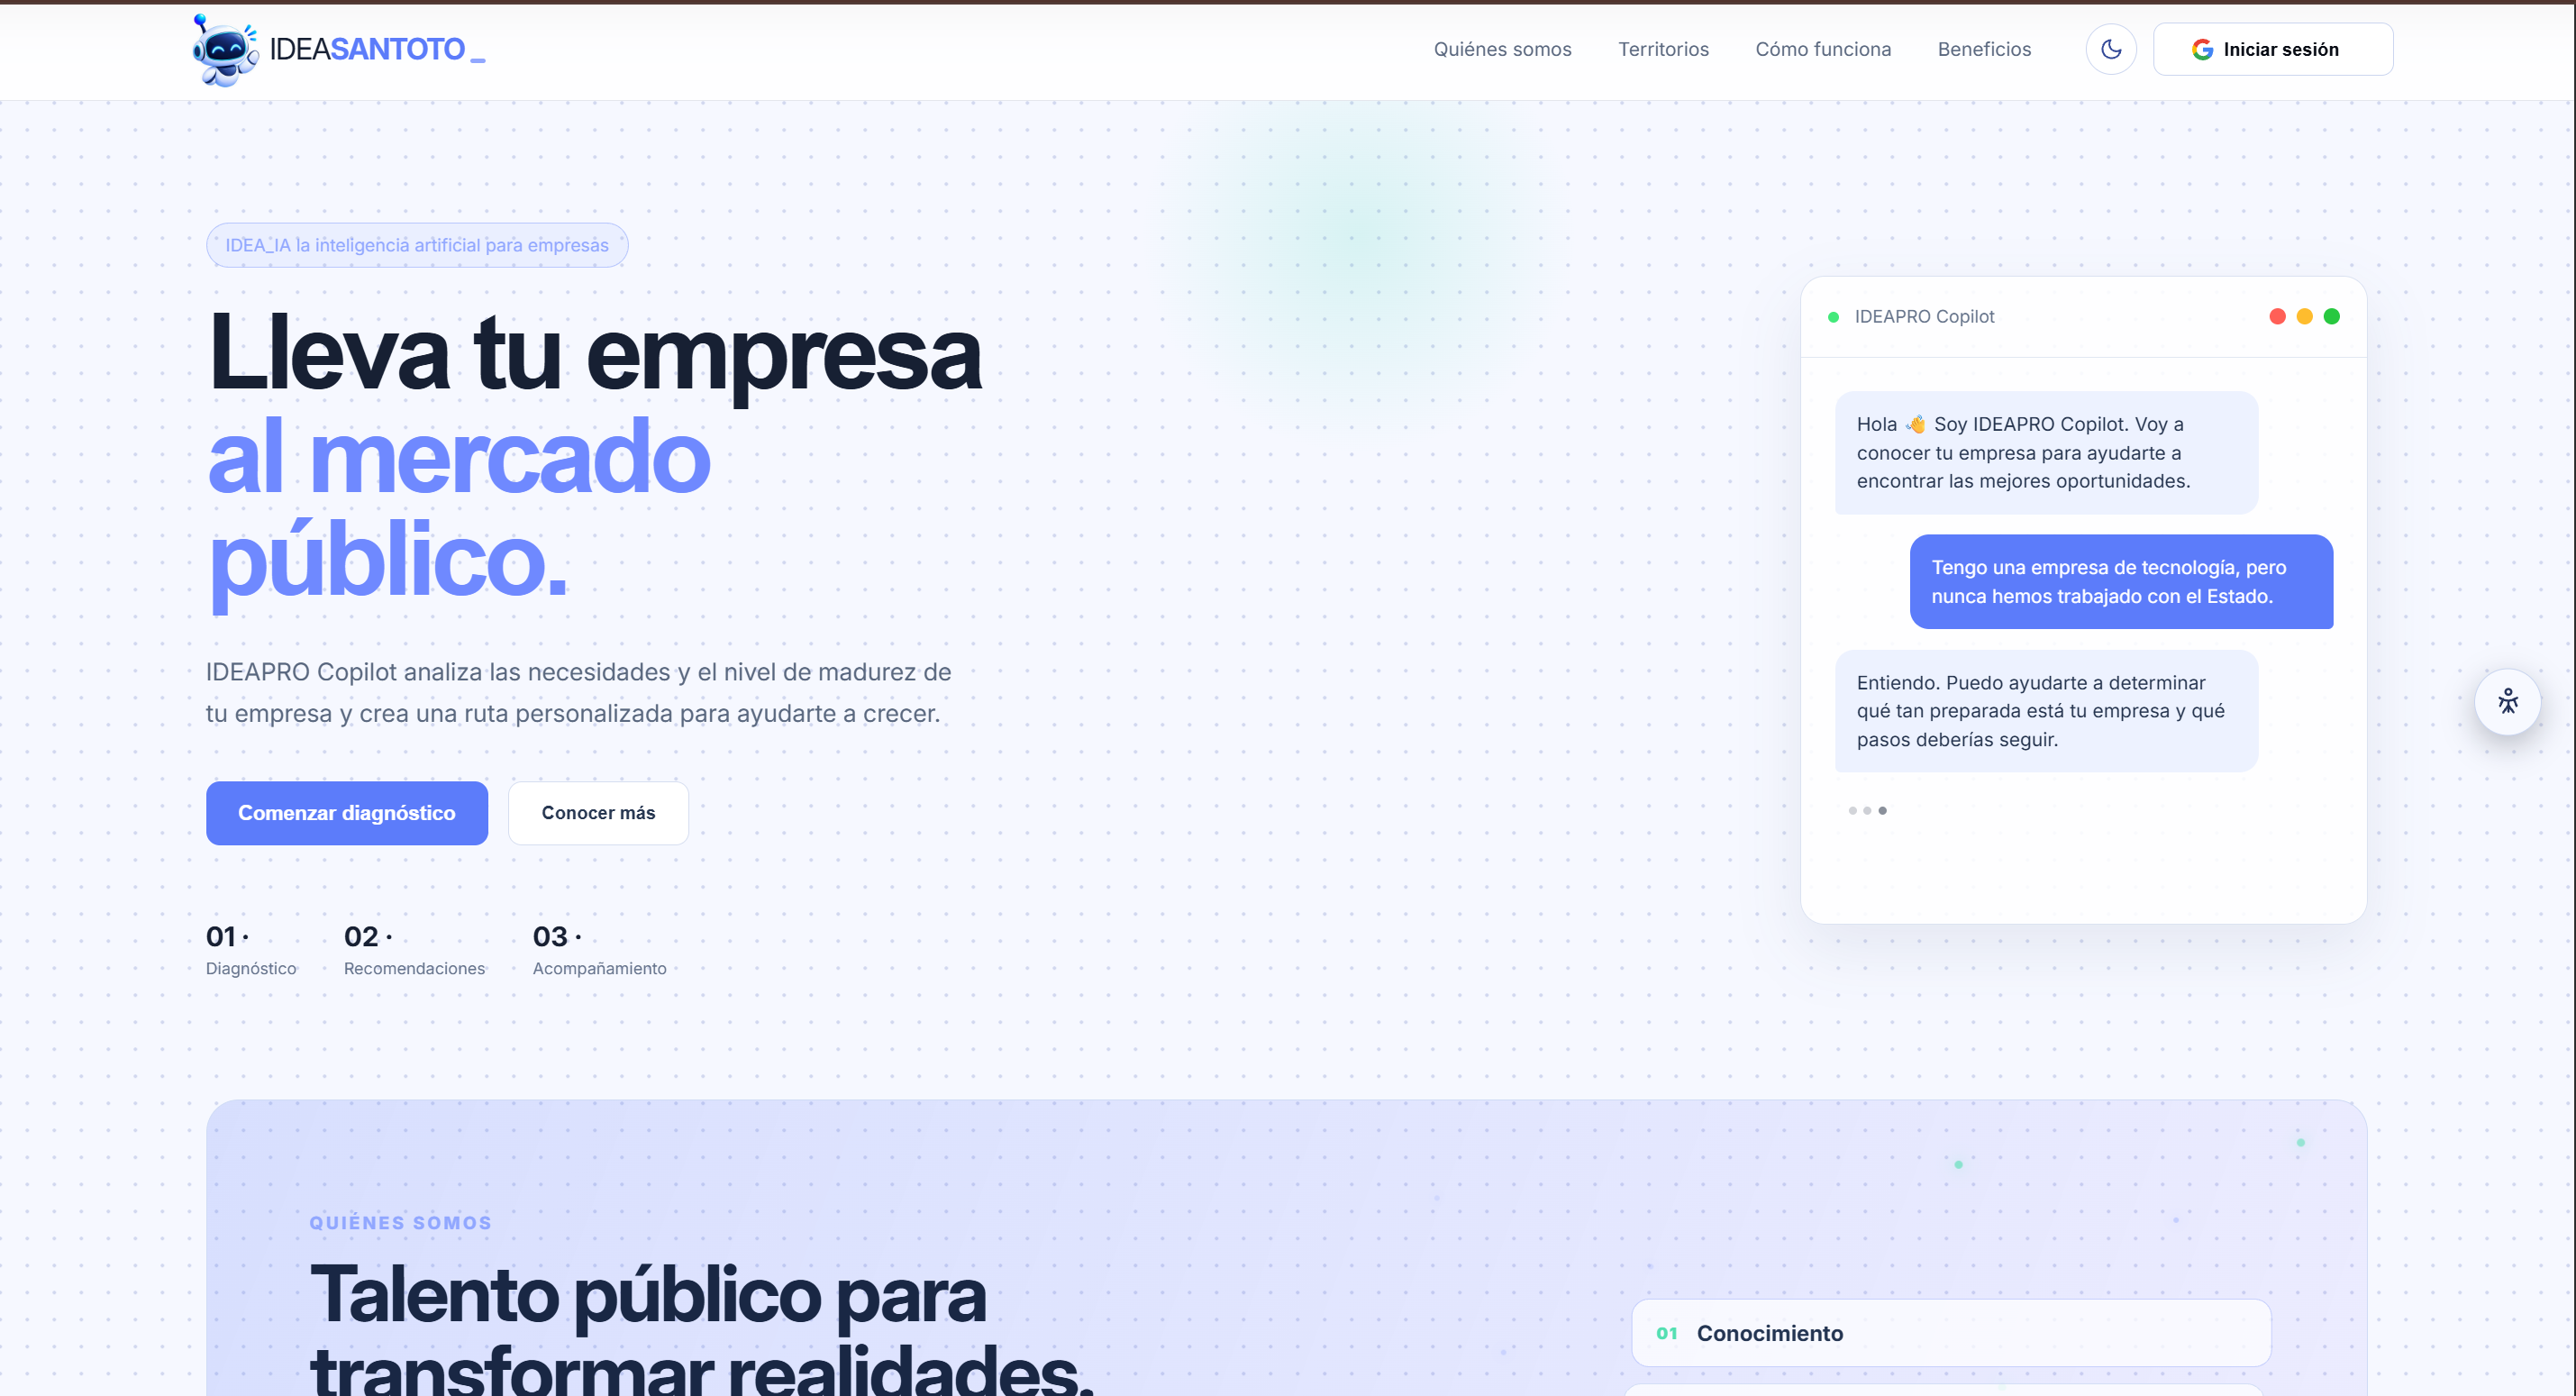 IDEASANTOTO_
Quiénes somos
Territorios
Cómo funciona
Beneficios
Iniciar sesión
IDEA_IA la inteligencia artificial para empresas
Lleva tu empresa
al mercado
público.
IDEAPRO Copilot analiza las necesidades y el nivel de madurez de
tu empresa y crea una ruta personalizada para ayudarte a crecer.
Comenzar diagnóstico
Conocer más
01 ·
Diagnóstico
02 ·
Recomendaciones
03 ·
Acompañamiento
IDEAPRO Copilot
Hola 👋 Soy IDEAPRO Copilot. Voy a
conocer tu empresa para ayudarte a
encontrar las mejores oportunidades.
Tengo una empresa de tecnología, pero
nunca hemos trabajado con el Estado.
Entiendo. Puedo ayudarte a determinar
qué tan preparada está tu empresa y qué
pasos deberías seguir.
QUIÉNES SOMOS
Talento público para
transformar realidades.
01 Conocimiento